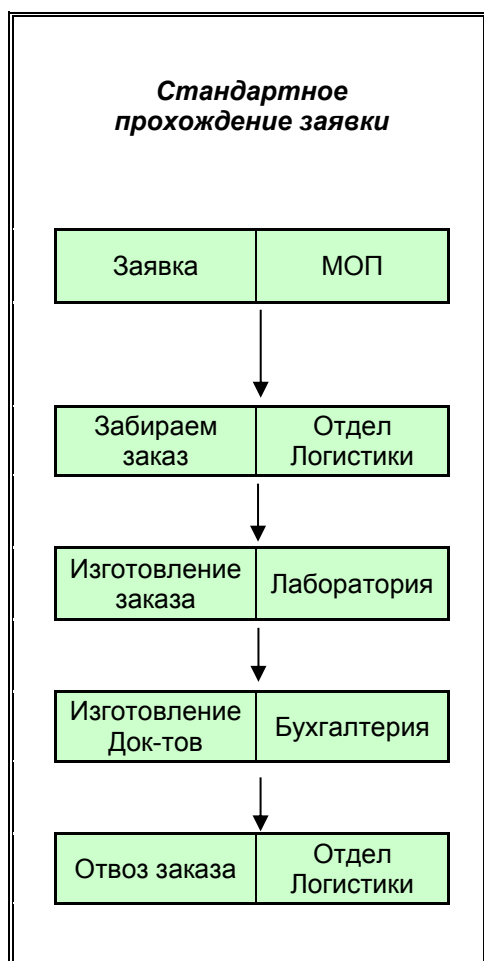 Стандартное
прохождение заявки
Заявка МОП
Забираем заказ Отдел Логистики
Изготовление заказа Лаборатория
Изготовление Док-тов Бухгалтерия
Отвоз заказа Отдел Логистики